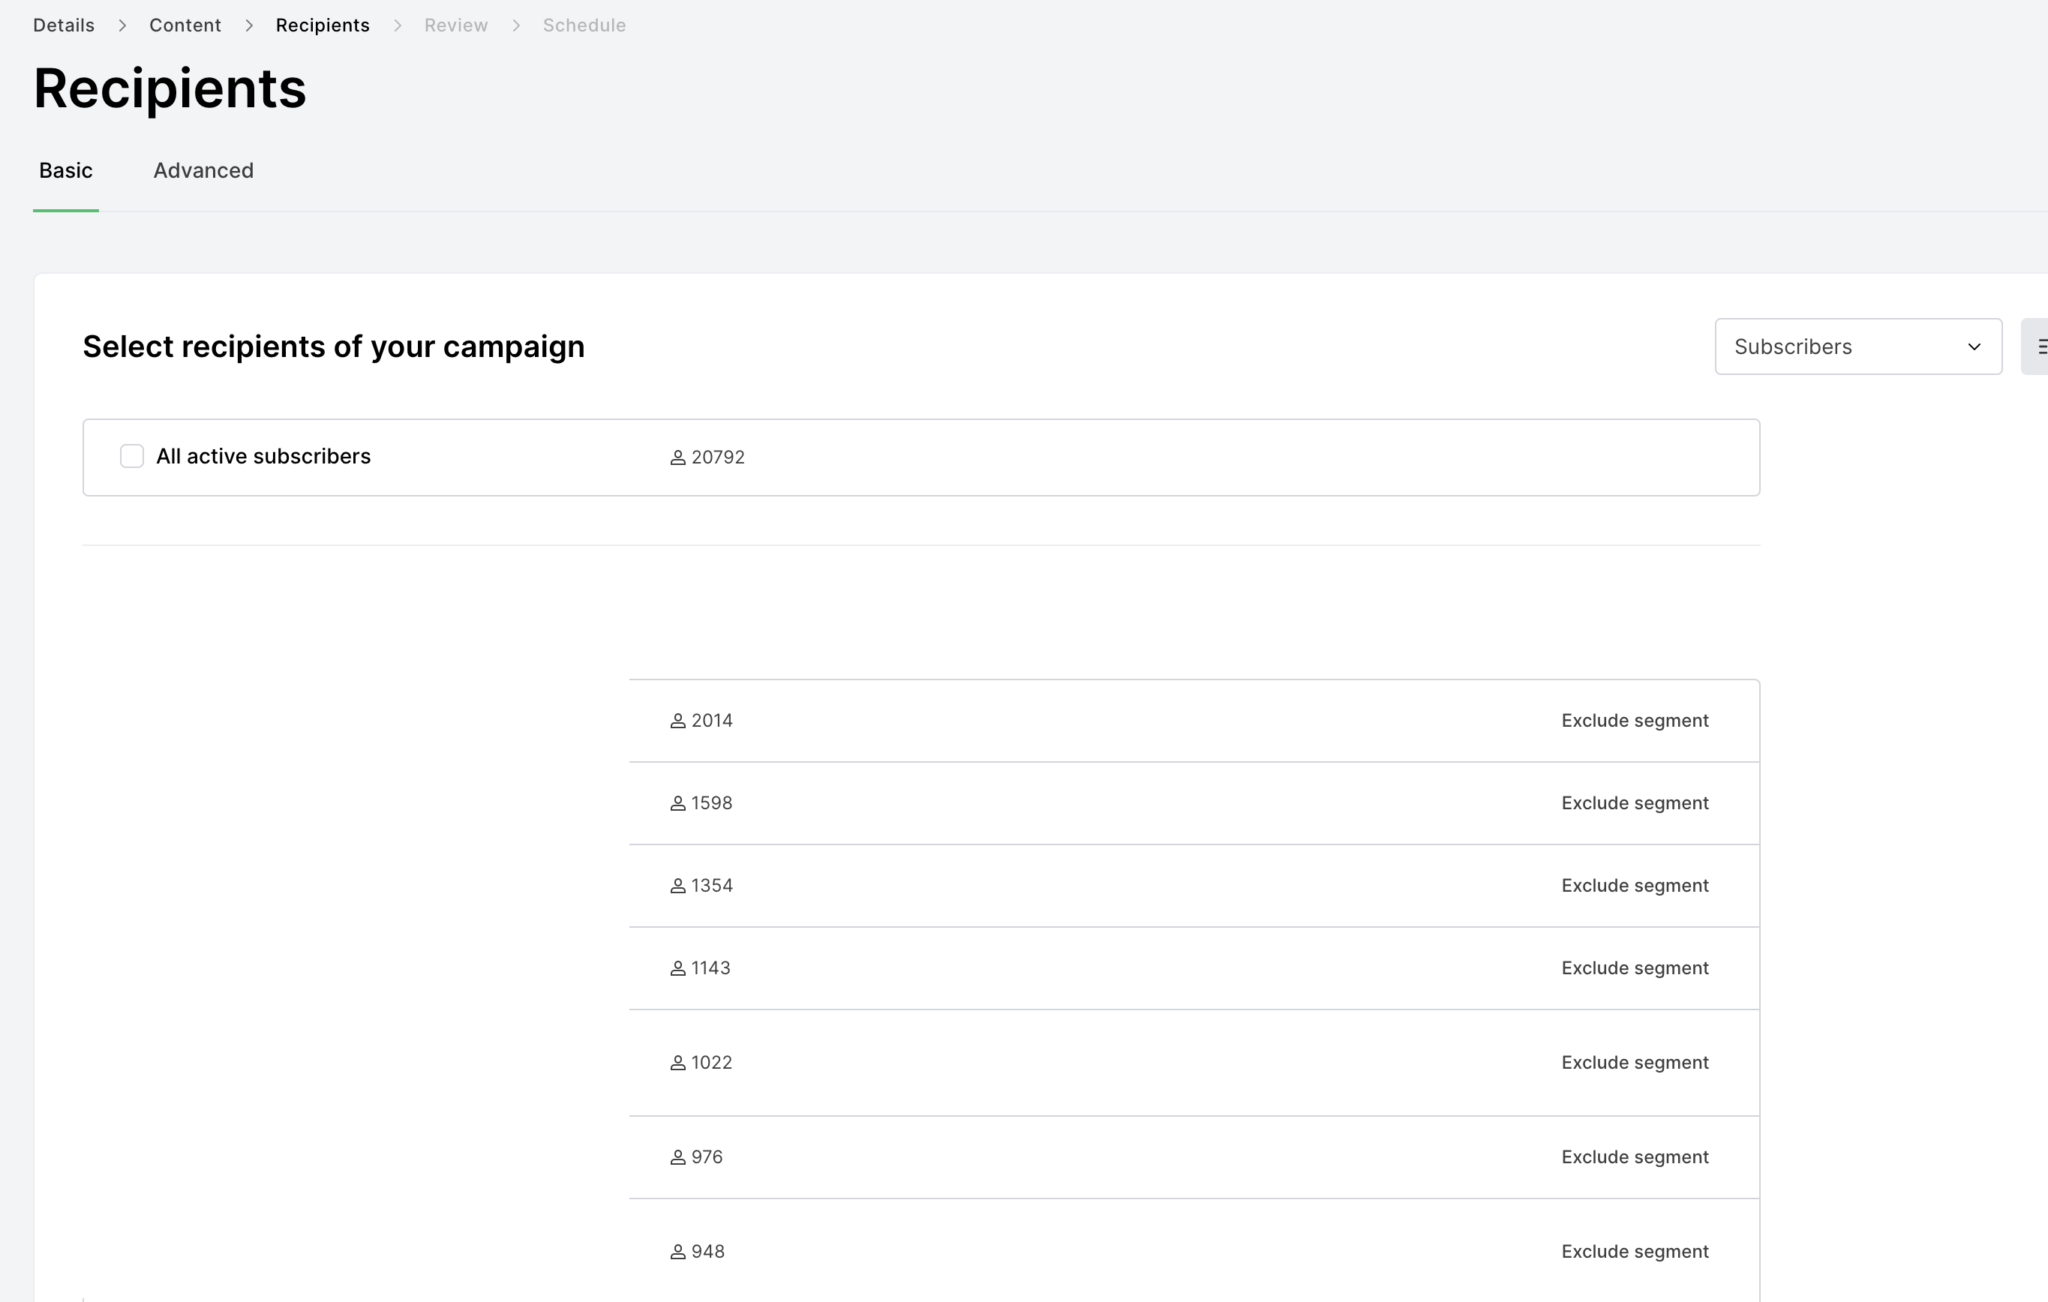 Details > Content > Recipients > Review > Schedule
Recipients
Basic Advanced
Select recipients of your campaign Subscribers
All active subscribers 20792
2014 Exclude segment
1598 Exclude segment
1354 Exclude segment
1143 Exclude segment
1022 Exclude segment
976 Exclude segment
948 Exclude segment